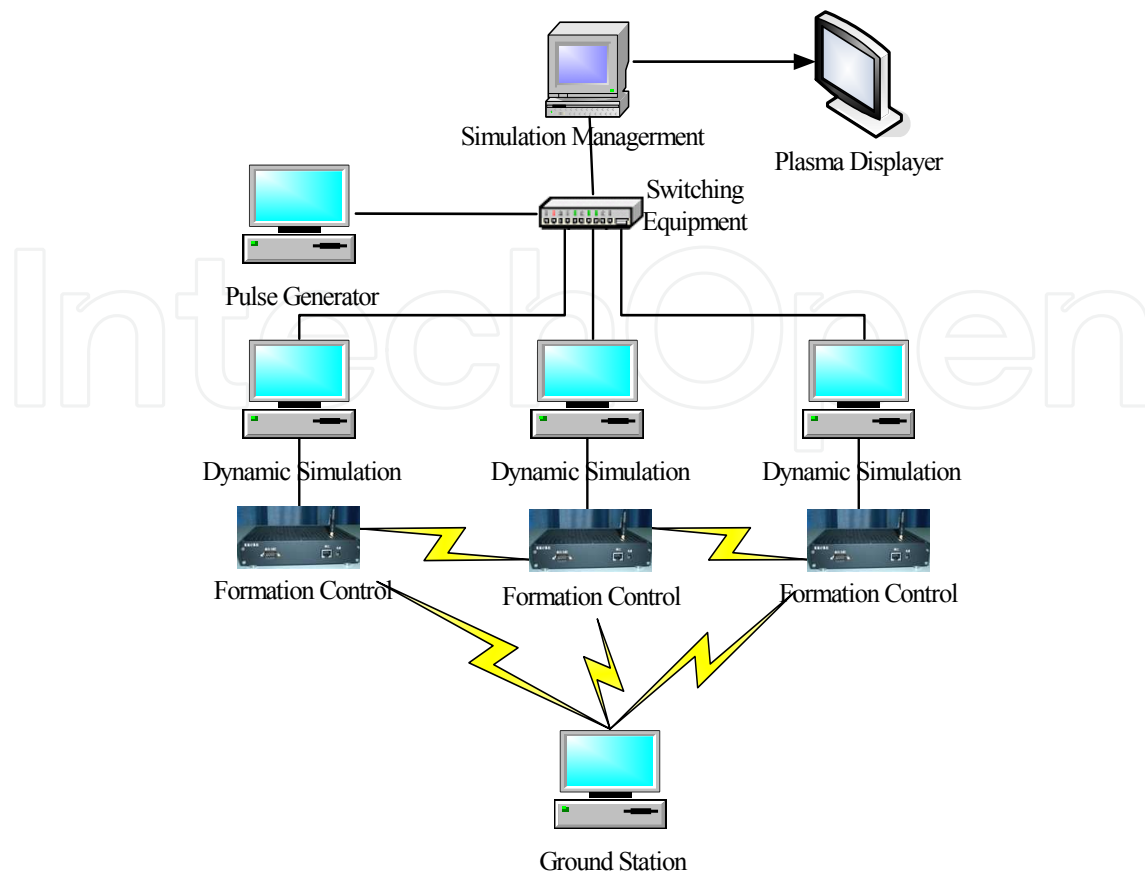 Simulation Managerment
Plasma Displayer
Switching
Equipment
Pulse Generator
IntechOpen
Dynamic Simulation
Dynamic Simulation
Dynamic Simulation
Formation Control
Formation Control
Formation Control
Ground Station